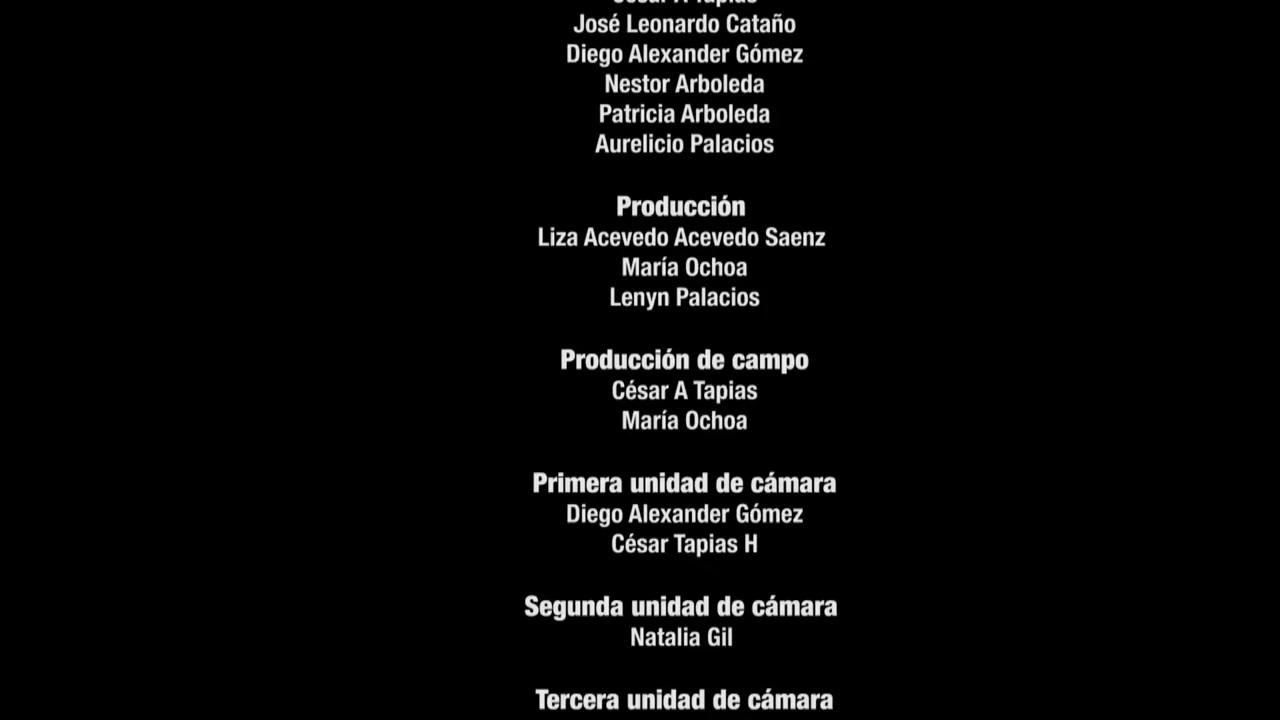 José Leonardo Cataño
Diego Alexander Gómez
Nestor Arboleda
Patricia Arboleda
Aurelicio Palacios
Producción
Liza Acevedo Acevedo Saenz
María Ochoa
Lenyn Palacios
Producción de campo
César A Tapias
María Ochoa
Primera unidad de cámara
Diego Alexander Gómez
César Tapias H
Segunda unidad de cámara
Natalia Gil
Tercera unidad de cámara